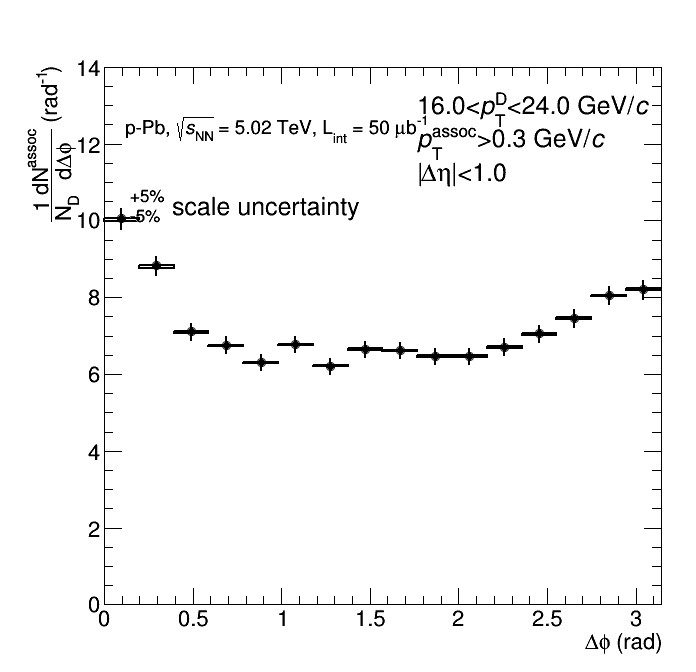 1 dN^assoc / N_D dΔφ (rad^-1)
14
12
10
8
6
4
2
0
p-Pb, √s_NN = 5.02 TeV, L_int = 50 μb^-1
16.0<p_T^D<24.0 GeV/c
p_T^assoc>0.3 GeV/c
|Δη|<1.0
+5%
-5% scale uncertainty
0 0.5 1 1.5 2 2.5 3
Δφ (rad)